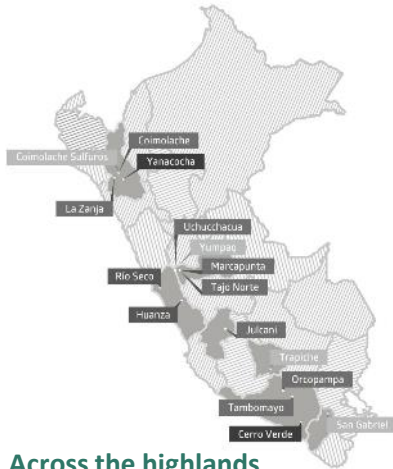 Coimolache
Coimolache Sulfuros
Yanacocha
La Zanja
Uchucchacua
Yumpag
Marcapunta
Río Seco
Tajo Norte
Huanza
Julcani
Trapiche
Orcopampa
Tambomayo
San Gabriel
Cerro Verde
Across the highlands